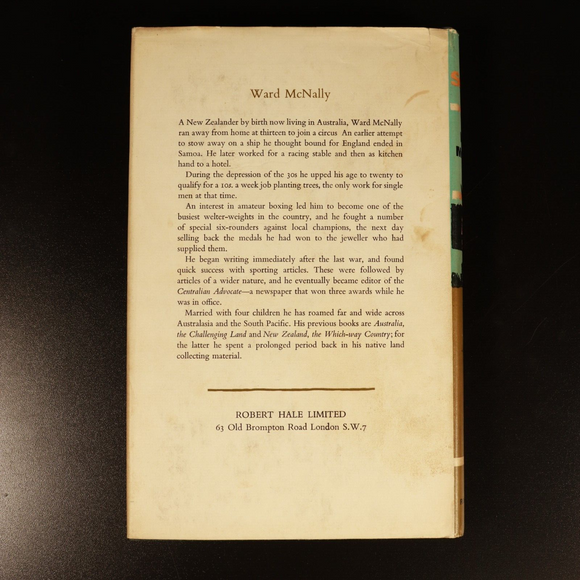 Ward McNally
A New Zealander by birth now living in Australia, Ward McNally
ran away from home at thirteen to join a circus An earlier attempt
to stow away on a ship he thought bound for England ended in
Samoa. He later worked for a racing stable and then as kitchen
hand to a hotel.
During the depression of the 30s he upped his age to twenty to
qualify for a 10s. a week job planting trees, the only work for single
men at that time.
An interest in amateur boxing led him to become one of the
busiest welter-weights in the country, and he fought a number
of special six-rounders against local champions, the next day
selling back the medals he had won to the jeweller who had
supplied them.
He began writing immediately after the last war, and found
quick success with sporting articles. These were followed by
articles of a wider nature, and he eventually became editor of the
Centralian Advocate—a newspaper that won three awards while he
was in office.
Married with four children he has roamed far and wide across
Australasia and the South Pacific. His previous books are Australia,
the Challenging Land and New Zealand, the Which-way Country; for
the latter he spent a prolonged period back in his native land
collecting material.
ROBERT HALE LIMITED
63 Old Brompton Road London S.W.7